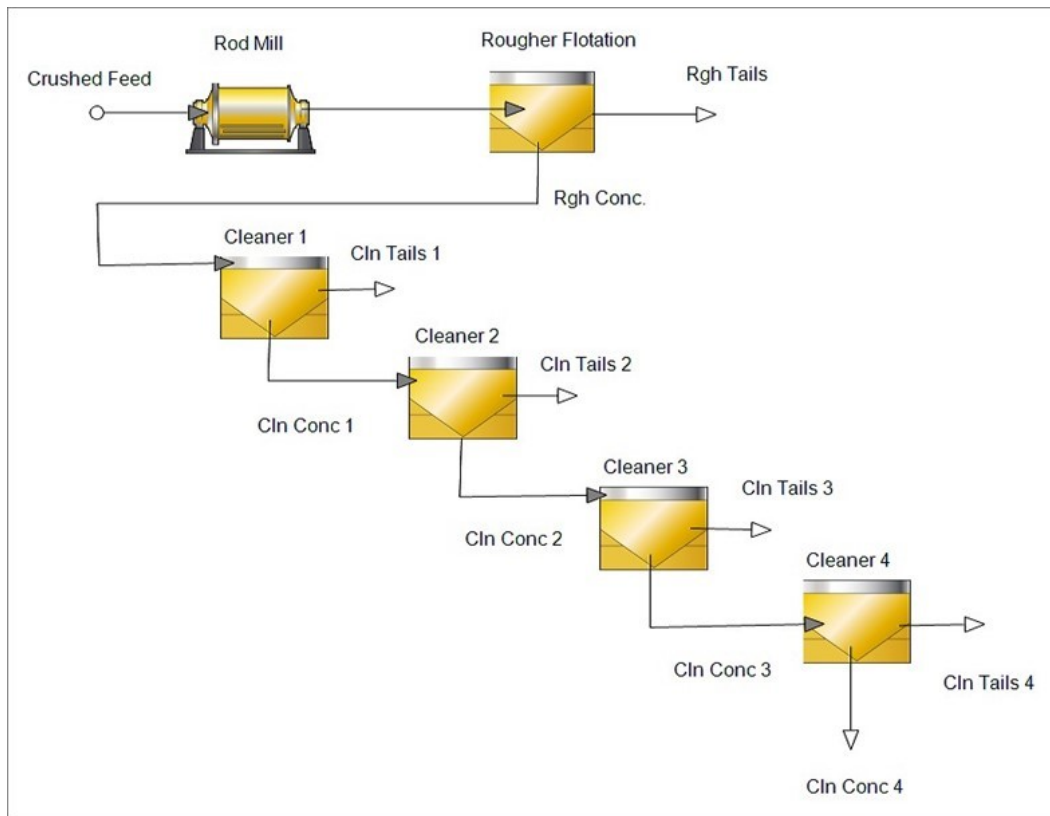 Rod Mill
Rougher Flotation
Crushed Feed
Rgh Tails
Rgh Conc.
Cleaner 1
Cln Tails 1
Cleaner 2
Cln Tails 2
Cln Conc 1
Cleaner 3
Cln Tails 3
Cln Conc 2
Cleaner 4
Cln Conc 3
Cln Tails 4
Cln Conc 4